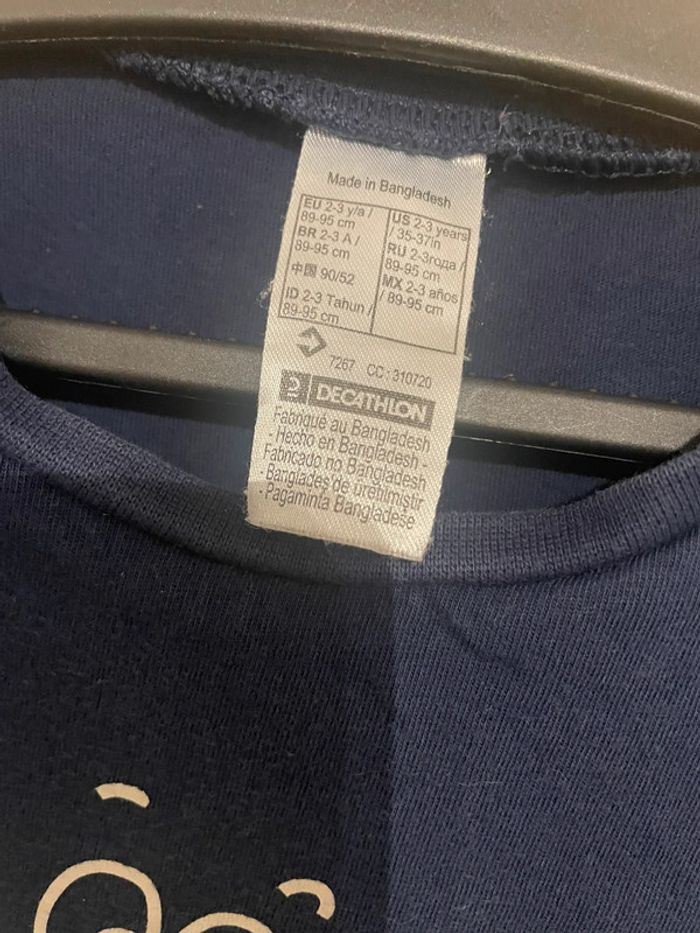 Made in Bangladesh
EU 2-3 y/a /
89-95 cm
BR 2-3 A /
89-95 cm
中国 90/52
ID 2-3 Tahun /
89-95 cm
US 2-3 years
/ 35-37in
RU 2-3года /
89-95 cm
MX 2-3 años
/ 89-95 cm
7267 CC : 310720
DECATHLON
Fabriqué au Bangladesh
- Hecho en Bangladesh -
Fabricado no Bangladesh
- Banglades'de üretilmiştir
- Pagaminta Bangladeše